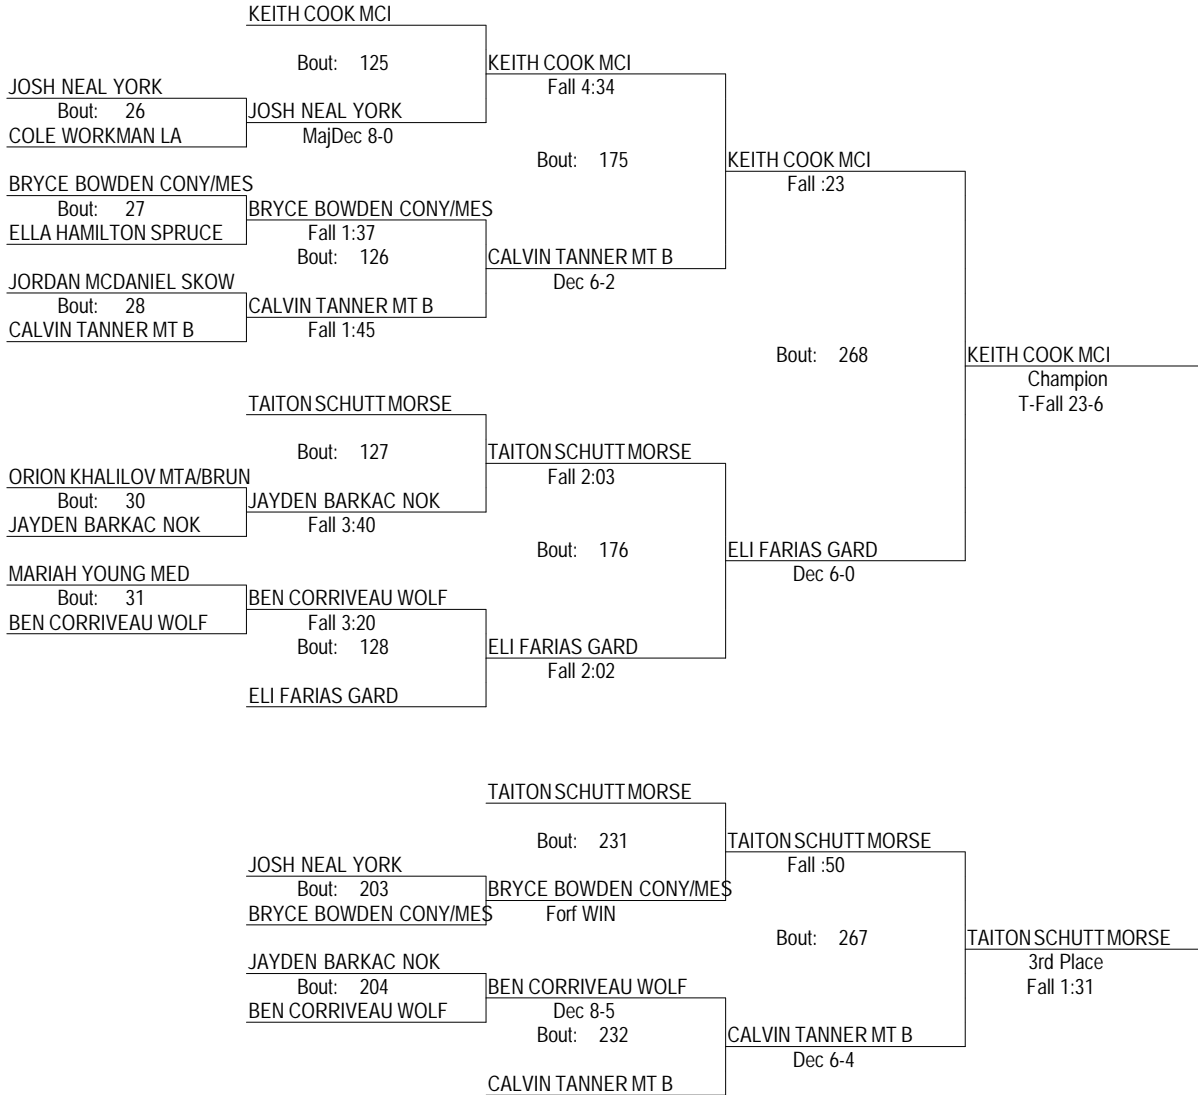 KEITH COOK MCI
Bout: 125
KEITH COOK MCI
Fall 4:34
JOSH NEAL YORK
Bout: 26
COLE WORKMAN LA
JOSH NEAL YORK
MajDec 8-0
Bout: 175
KEITH COOK MCI
Fall :23
BRYCE BOWDEN CONY/MES
Bout: 27
ELLA HAMILTON SPRUCE
BRYCE BOWDEN CONY/MES
Fall 1:37
Bout: 126
CALVIN TANNER MT B
Dec 6-2
JORDAN MCDANIEL SKOW
Bout: 28
CALVIN TANNER MT B
CALVIN TANNER MT B
Fall 1:45
Bout: 268
KEITH COOK MCI
Champion
T-Fall 23-6
TAITON SCHUTT MORSE
Bout: 127
TAITON SCHUTT MORSE
Fall 2:03
ORION KHALILOV MTA/BRUN
Bout: 30
JAYDEN BARKAC NOK
JAYDEN BARKAC NOK
Fall 3:40
Bout: 176
ELI FARIAS GARD
Dec 6-0
MARIAH YOUNG MED
Bout: 31
BEN CORRIVEAU WOLF
BEN CORRIVEAU WOLF
Fall 3:20
Bout: 128
ELI FARIAS GARD
Fall 2:02
ELI FARIAS GARD
TAITON SCHUTT MORSE
Bout: 231
TAITON SCHUTT MORSE
Fall :50
JOSH NEAL YORK
Bout: 203
BRYCE BOWDEN CONY/MES
BRYCE BOWDEN CONY/MES
Forf WIN
Bout: 267
TAITON SCHUTT MORSE
3rd Place
Fall 1:31
JAYDEN BARKAC NOK
Bout: 204
BEN CORRIVEAU WOLF
BEN CORRIVEAU WOLF
Dec 8-5
Bout: 232
CALVIN TANNER MT B
Dec 6-4
CALVIN TANNER MT B